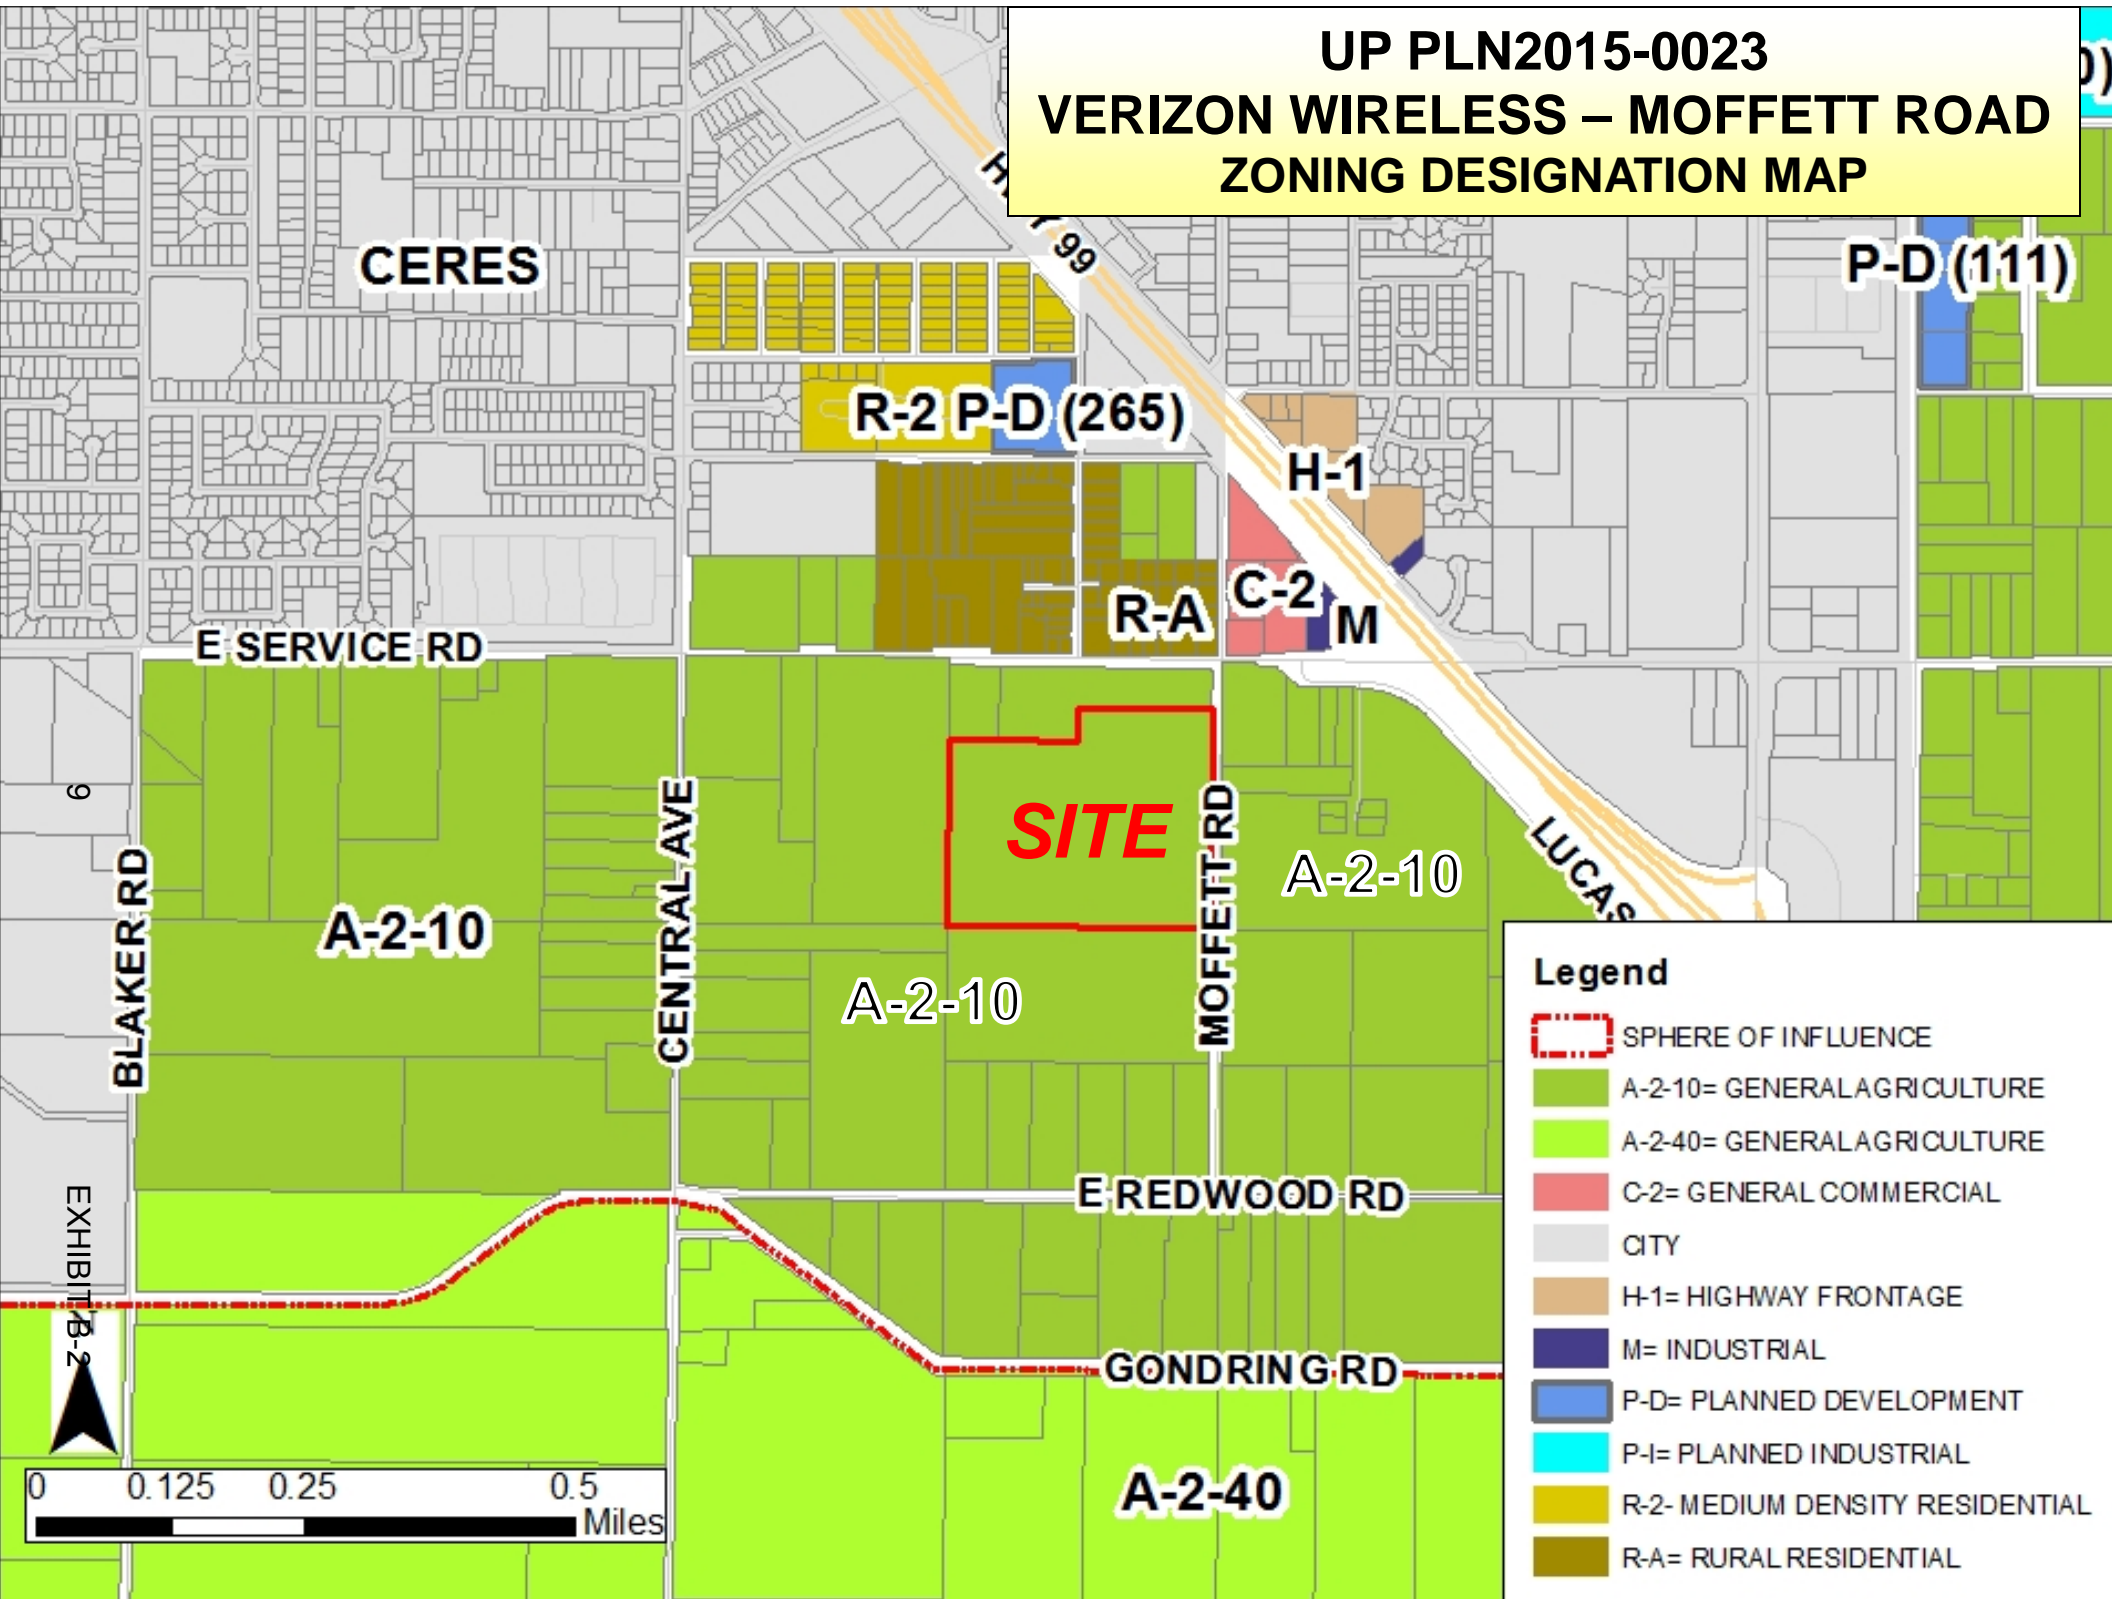 UP PLN2015-0023
VERIZON WIRELESS – MOFFETT ROAD
ZONING DESIGNATION MAP
0)
99
CERES
P-D (111)
R-2 P-D (265)
H-1
C-2
R-A
M
E SERVICE RD
9
SITE
CENTRAL AVE
MOFFETT RD
BLAKER RD
A-2-10
A-2-10
A-2-10
LUCAS
E REDWOOD RD
EXHIBIT B-2
GONDRING RD
A-2-40
0 0.125 0.25 0.5
Miles
Legend
SPHERE OF INFLUENCE
A-2-10= GENERAL AGRICULTURE
A-2-40= GENERAL AGRICULTURE
C-2= GENERAL COMMERCIAL
CITY
H-1= HIGHWAY FRONTAGE
M= INDUSTRIAL
P-D= PLANNED DEVELOPMENT
P-I= PLANNED INDUSTRIAL
R-2- MEDIUM DENSITY RESIDENTIAL
R-A= RURAL RESIDENTIAL